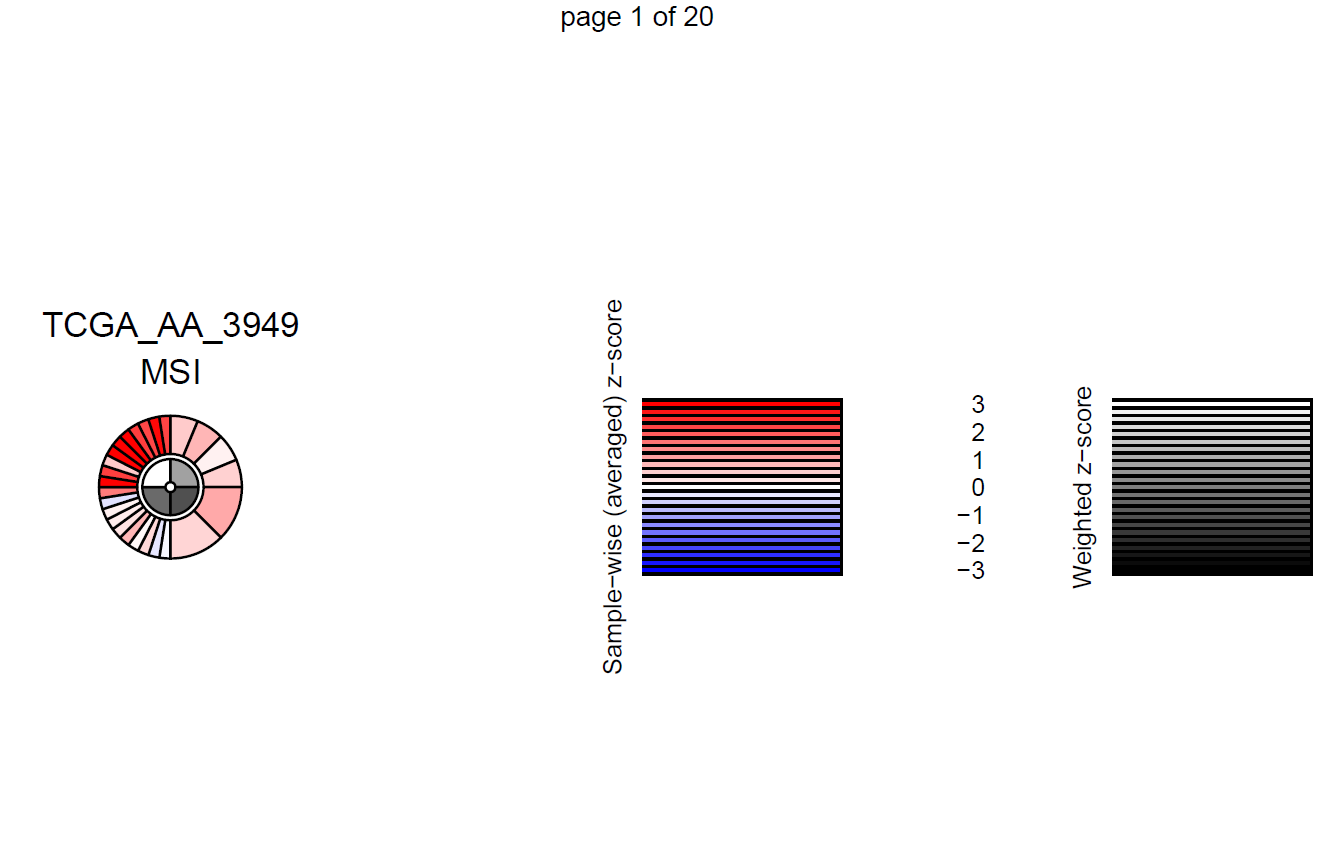 page 1 of 20
TCGA_AA_3949
MSI
Sample−wise (averaged) z−score
3
2
1
0
−1
−2
−3
Weighted z−score